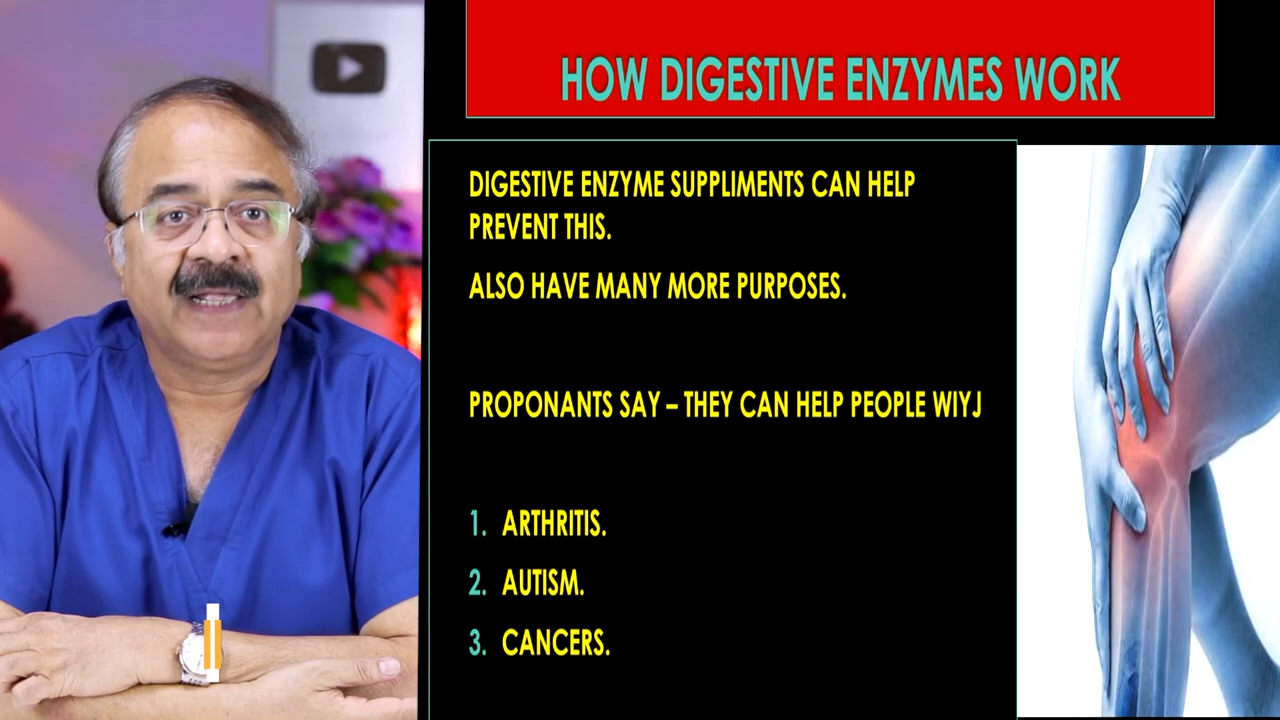 HOW DIGESTIVE ENZYMES WORK
DIGESTIVE ENZYME SUPPLIMENTS CAN HELP
PREVENT THIS.
ALSO HAVE MANY MORE PURPOSES.
PROPONANTS SAY – THEY CAN HELP PEOPLE WIYJ
1. ARTHRITIS.
2. AUTISM.
3. CANCERS.